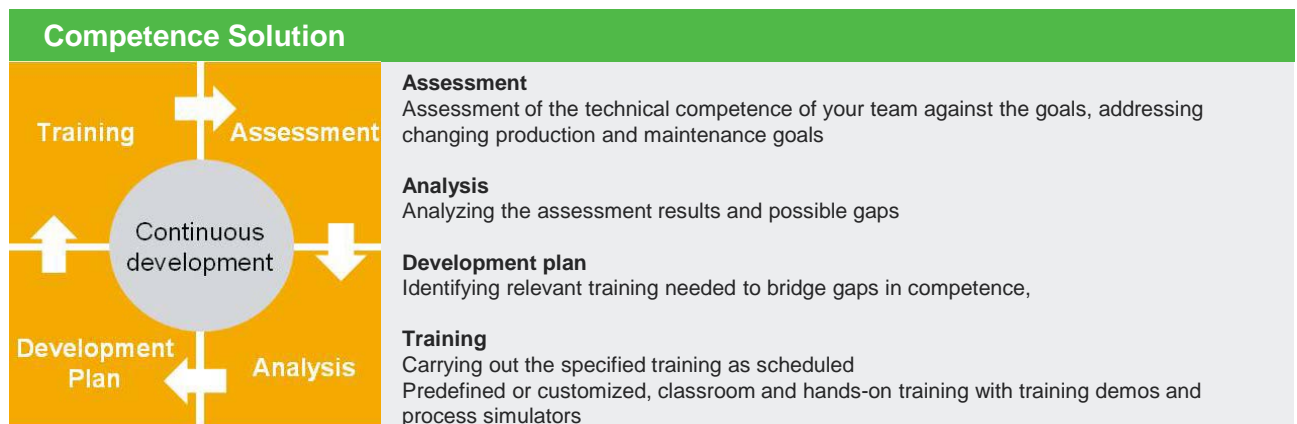 Competence Solution
Training
Assessment
Continuous
development
Development
Plan
Analysis
Assessment
Assessment of the technical competence of your team against the goals, addressing
changing production and maintenance goals
Analysis
Analyzing the assessment results and possible gaps
Development plan
Identifying relevant training needed to bridge gaps in competence,
Training
Carrying out the specified training as scheduled
Predefined or customized, classroom and hands-on training with training demos and
process simulators